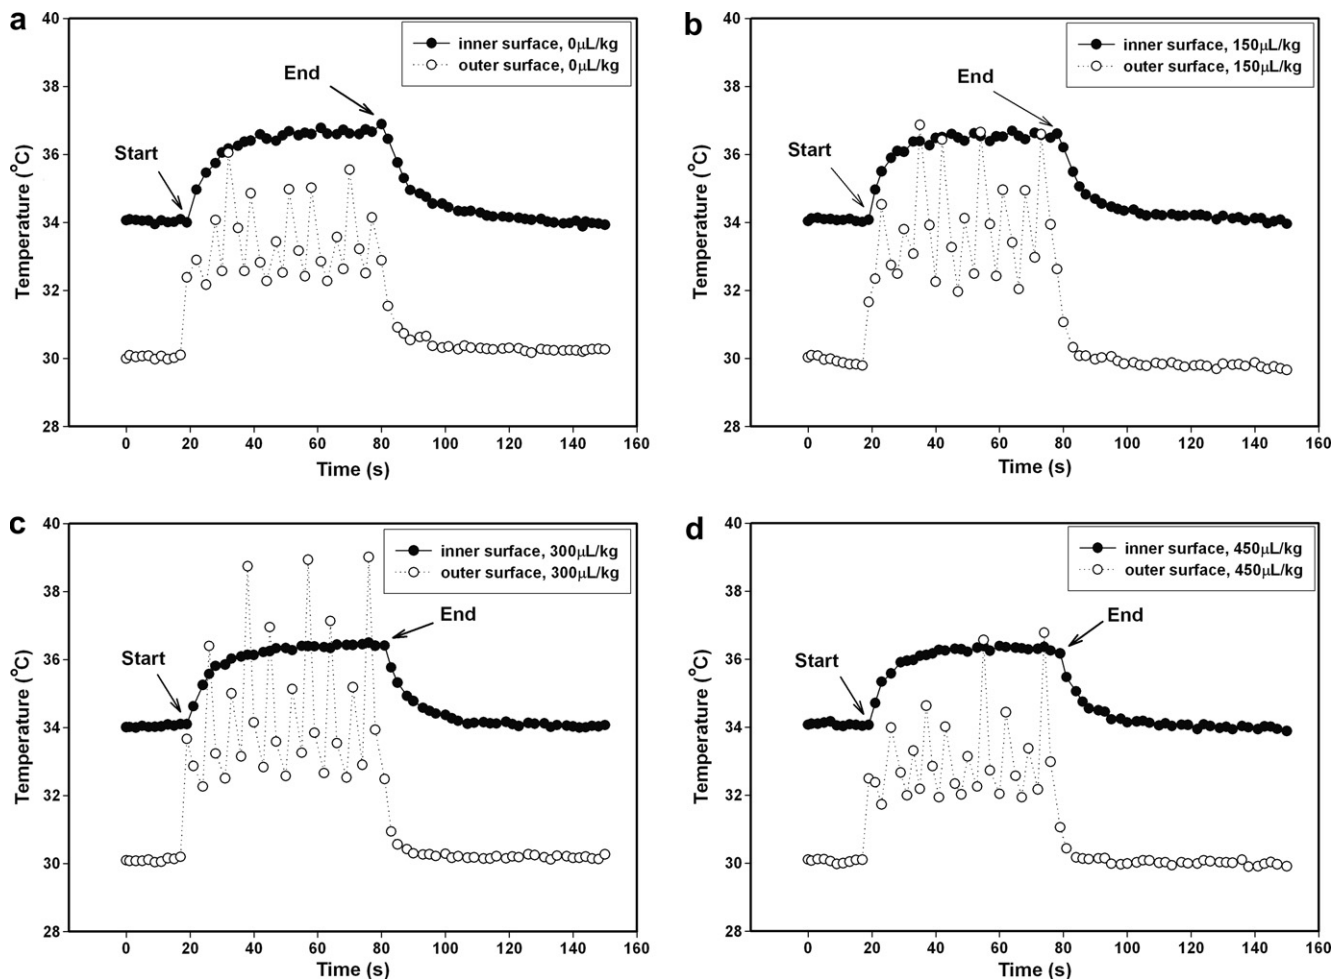 a
40
38
36
34
32
30
28
Temperature (°C)
inner surface, 0µL/kg
outer surface, 0µL/kg
Start
End
0 20 40 60 80 100 120 140 160
Time (s)
b
40
38
36
34
32
30
28
Temperature (°C)
inner surface, 150µL/kg
outer surface, 150µL/kg
Start
End
0 20 40 60 80 100 120 140 160
Time (s)
c
40
38
36
34
32
30
28
Temperature (°C)
inner surface, 300µL/kg
outer surface, 300µL/kg
Start
End
0 20 40 60 80 100 120 140 160
Time (s)
d
40
38
36
34
32
30
28
Temperature (°C)
inner surface, 450µL/kg
outer surface, 450µL/kg
Start
End
0 20 40 60 80 100 120 140 160
Time (s)